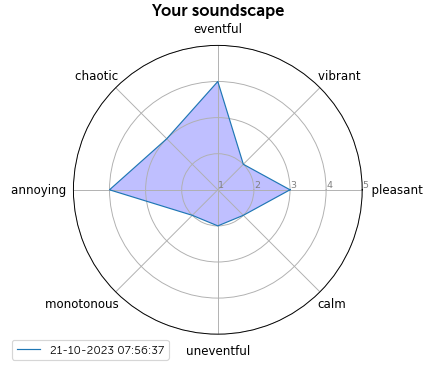 Your soundscape
eventful
chaotic
vibrant
annoying
1 2 3 4 5
pleasant
monotonous
calm
21-10-2023 07:56:37
uneventful